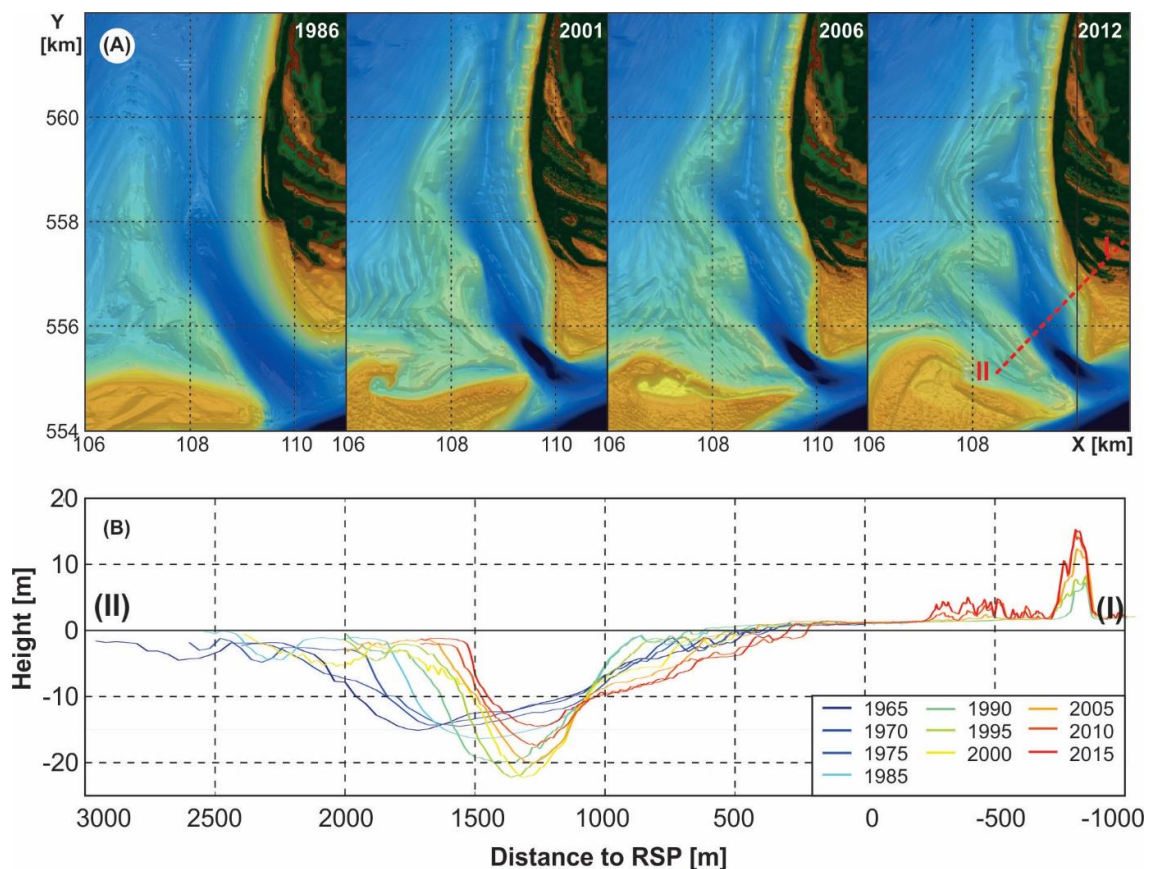 Y
[km]
(A)
1986
2001
2006
2012
560
558
556
554
I
II
106 108 110 106 108 110 106 108 110 106 108 X [km]
(B)
20
10
0
-10
-20
Height [m]
(II)
(I)
1965 1990 2005
1970 1995 2010
1975 2000 2015
1985
3000 2500 2000 1500 1000 500 0 -500 -1000
Distance to RSP [m]